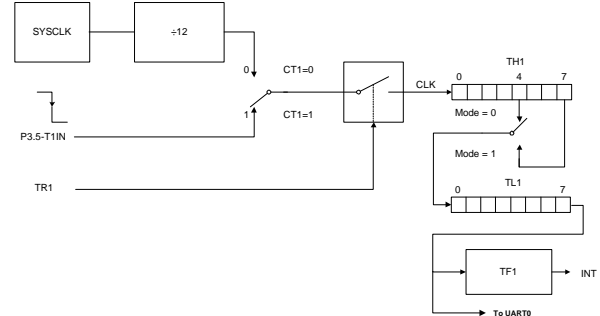 SYSCLK
÷12
0
CT1=0
1
CT1=1
P3.5-T1IN
TR1
CLK
TH1
0 4 7
Mode = 0
Mode = 1
TL1
0 7
TF1
INT
To UART0